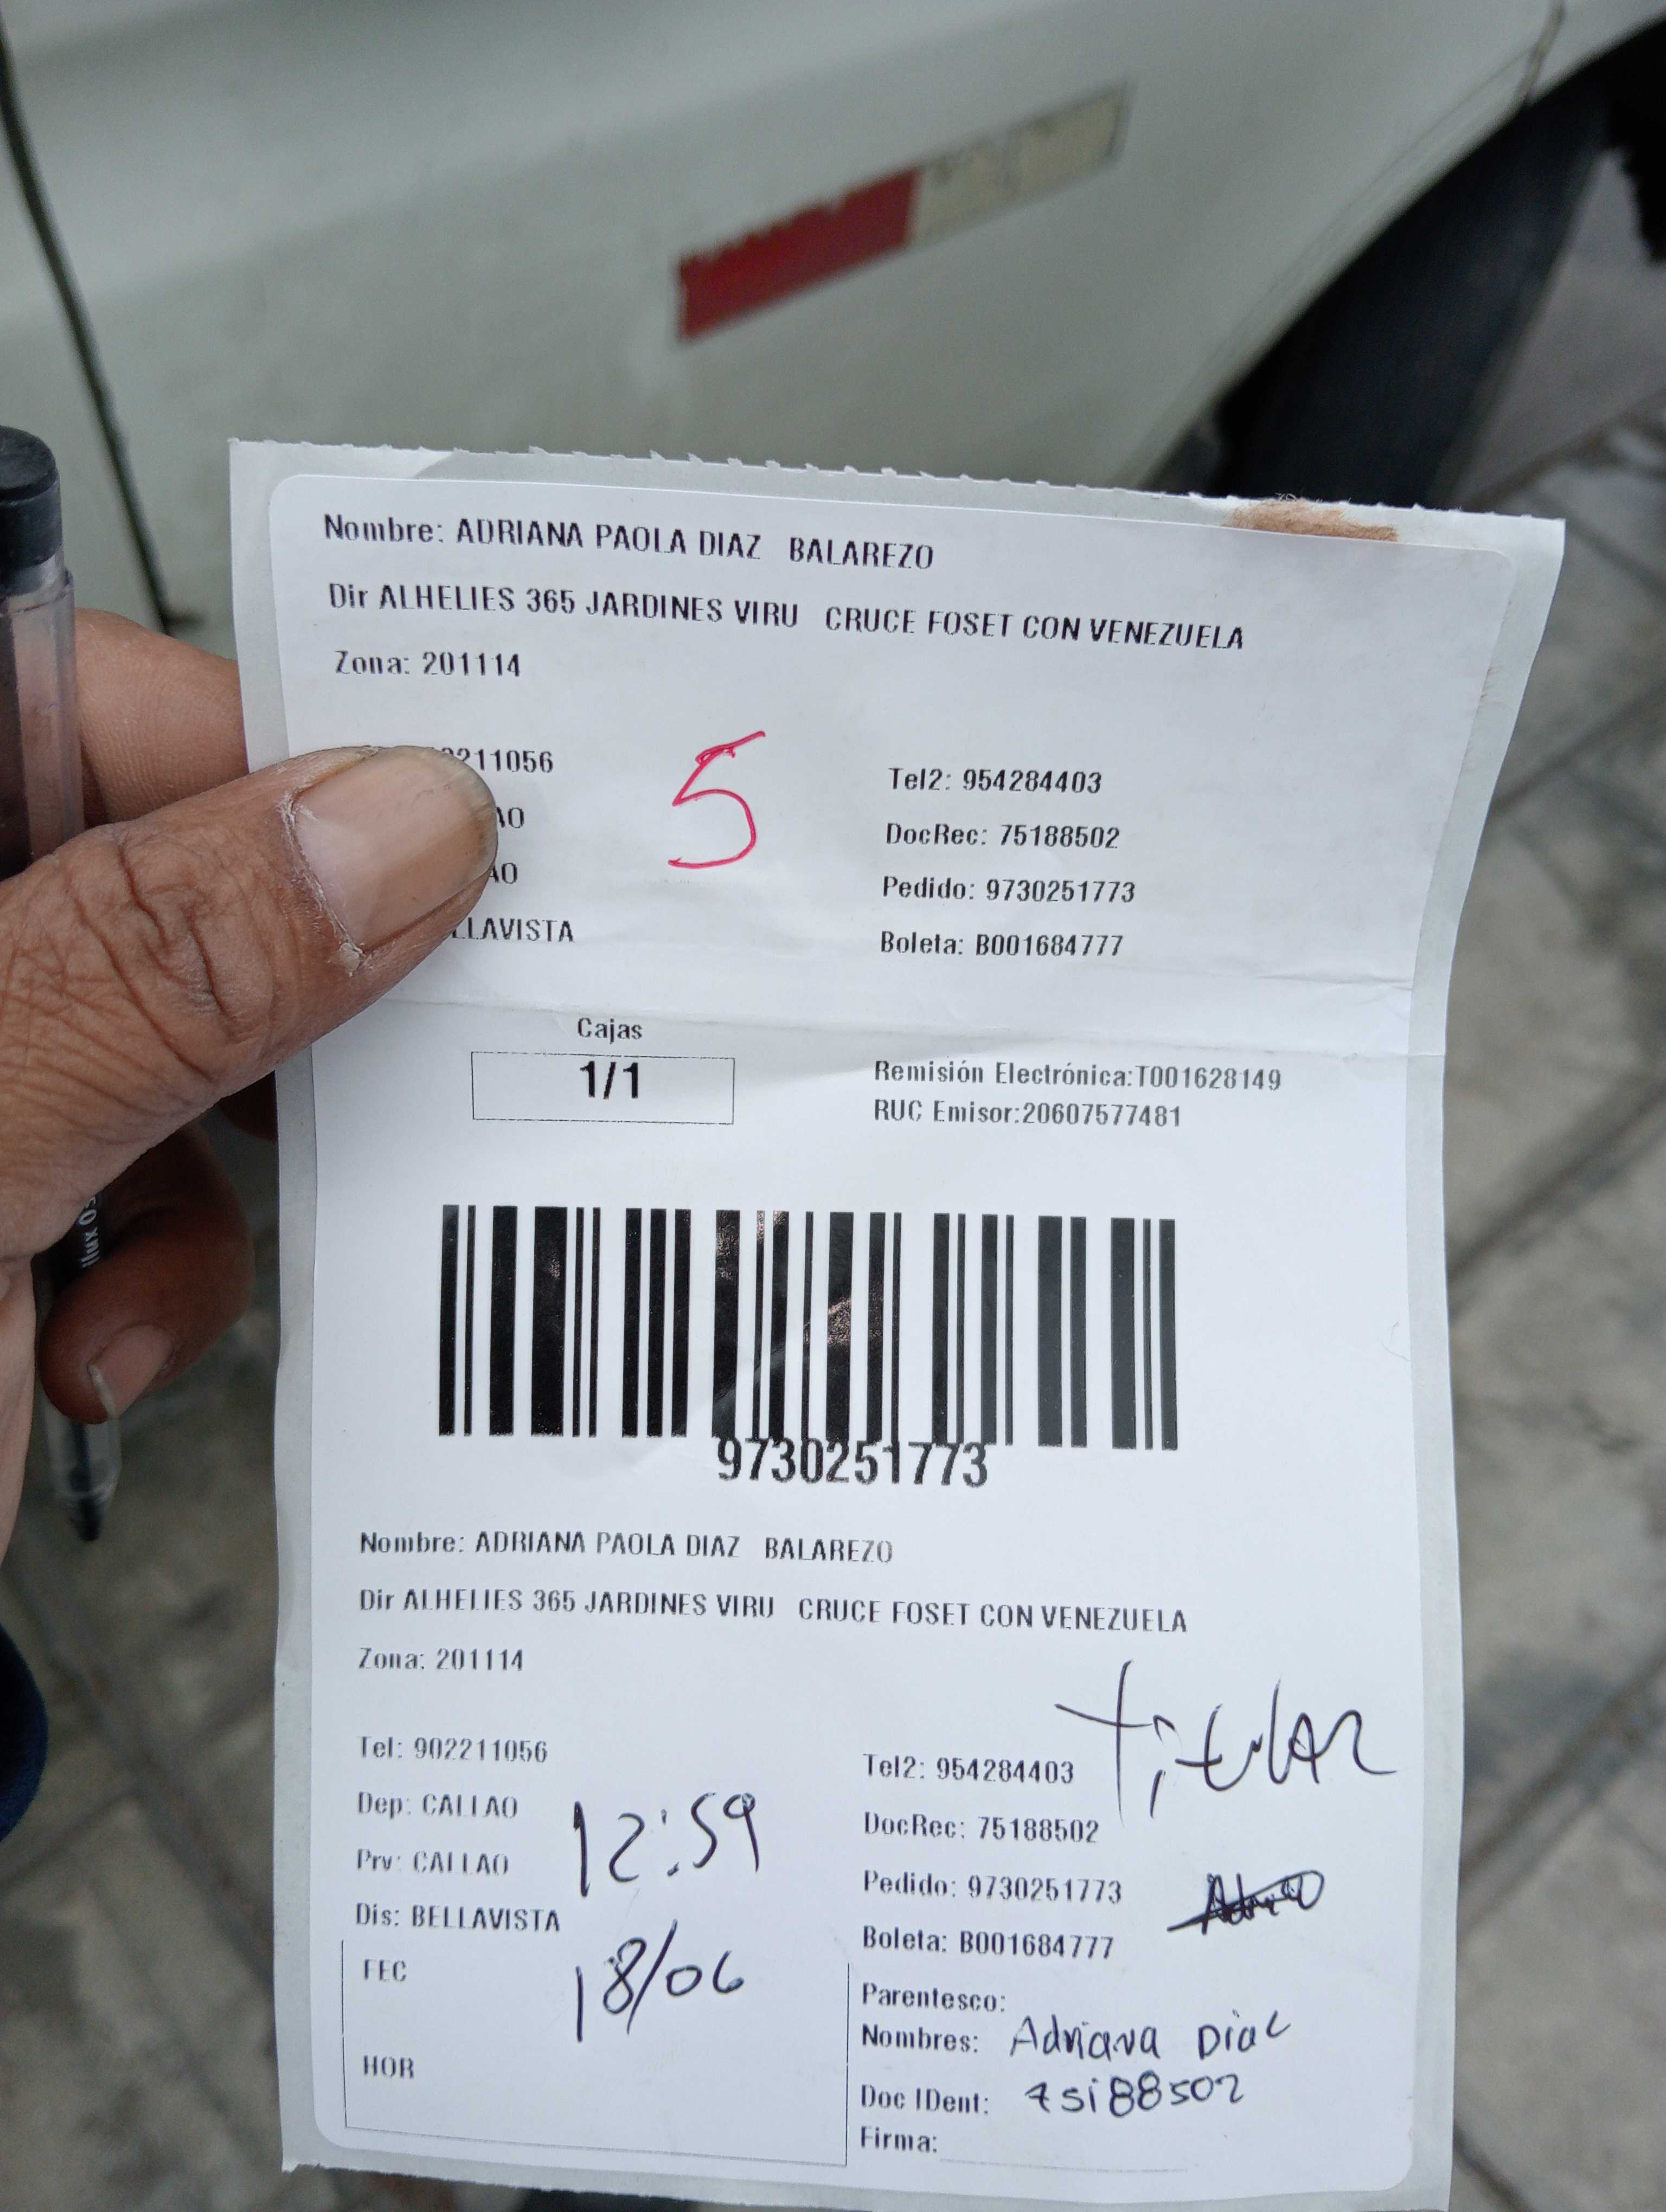 Nombre: ADRIANA PAOLA DIAZ BALAREZO
Dir ALHELIES 365 JARDINES VIRU CRUCE FOSET CON VENEZUELA
Zona: 201114
2211056
5
Tel2: 954284403
AO
DocRec: 75188502
AO
Pedido: 9730251773
LLAVISTA
Boleta: B001684777
Cajas
1/1
Remisión Electrónica:T001628149
RUC Emisor:20607577481
9730251773
Nombre: ADRIANA PAOLA DIAZ BALAREZO
Dir ALHELIES 365 JARDINES VIRU CRUCE FOSET CON VENEZUELA
Zona: 201114
Titular
Tel: 902211056
Tel2: 954284403
Dep: CALLAO
12:59
DocRec: 75188502
Prv: CALLAO
Pedido: 9730251773
Dis: BELLAVISTA
Boleta: B001684777
FEC
18/06
Parentesco:
Nombres: Adriana Diaz
HOR
Doc IDent: 75188502
Firma: